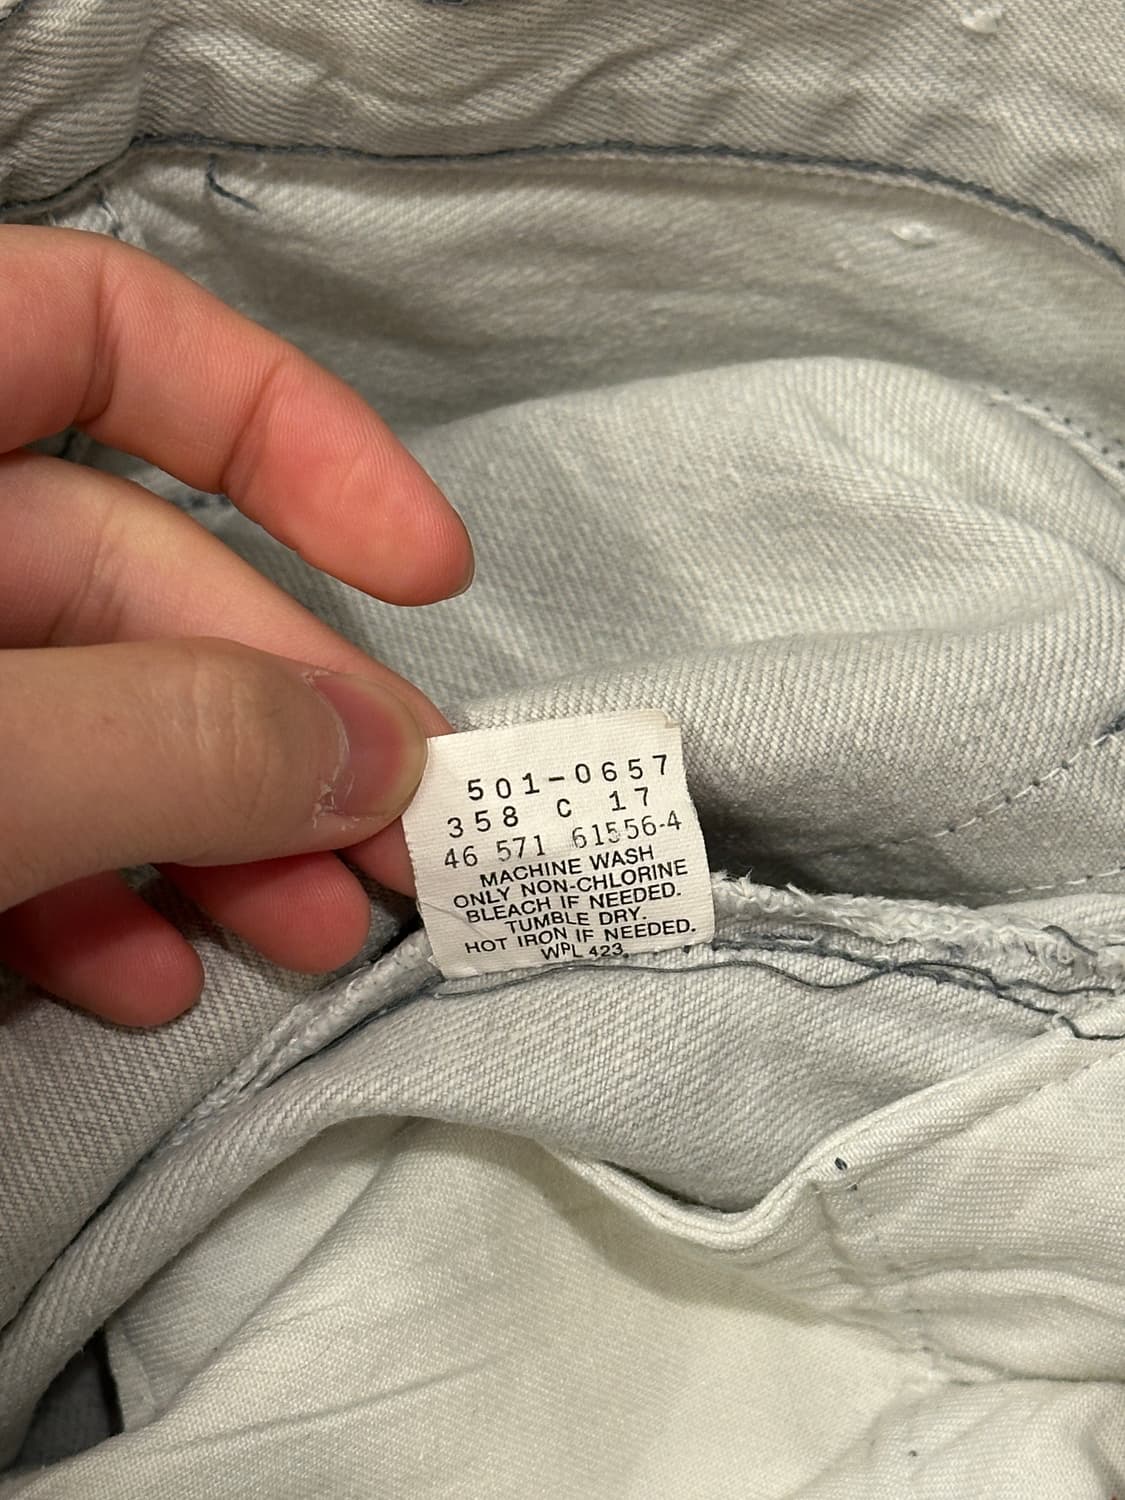 501-0657
358 C 17
46 571 61556-4
MACHINE WASH
ONLY NON-CHLORINE
BLEACH IF NEEDED.
TUMBLE DRY.
HOT IRON IF NEEDED.
WPL 423.